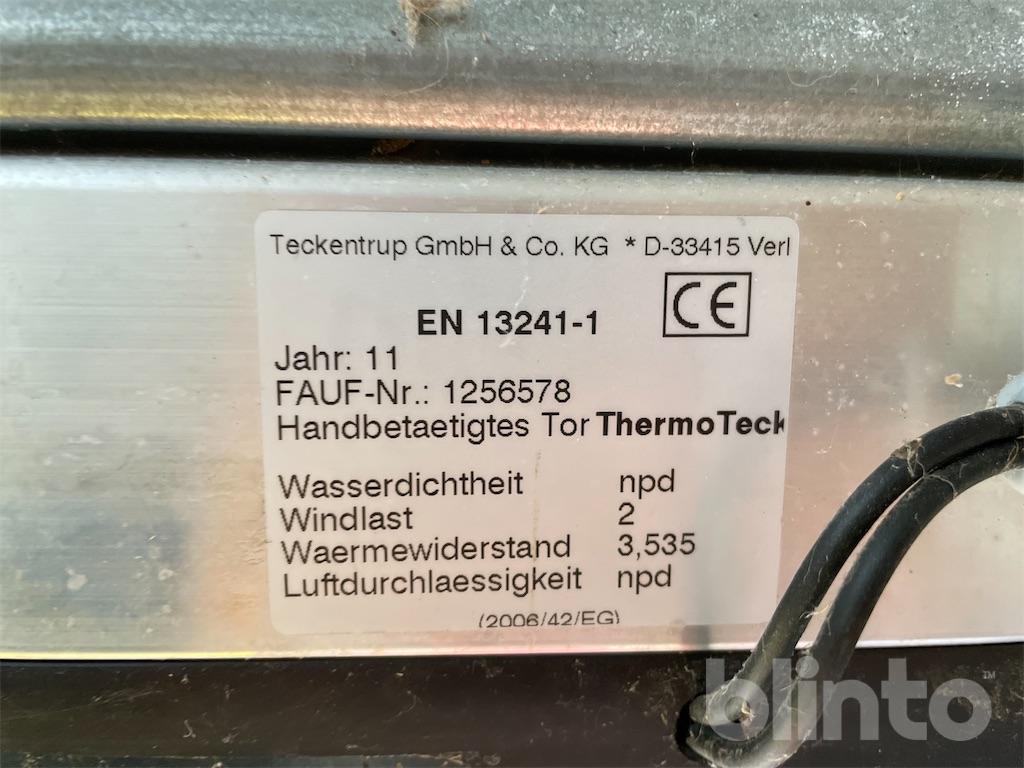 Teckentrup GmbH & Co. KG * D-33415 Verl
CE
EN 13241-1
Jahr: 11
FAUF-Nr.: 1256578
Handbetaetigtes Tor ThermoTeck
Wasserdichtheit npd
Windlast 2
Waermewiderstand 3,535
Luftdurchlaessigkeit npd
(2006/42/EG)
blinto™